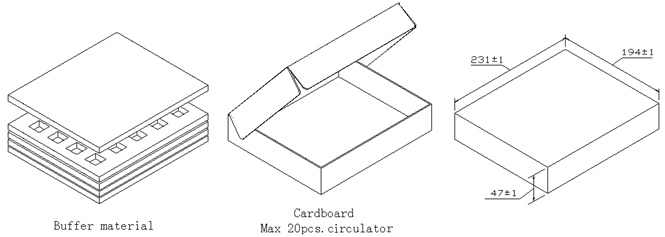 231±1
194±1
47±1
Buffer material
Cardboard
Max 20pcs.circulator